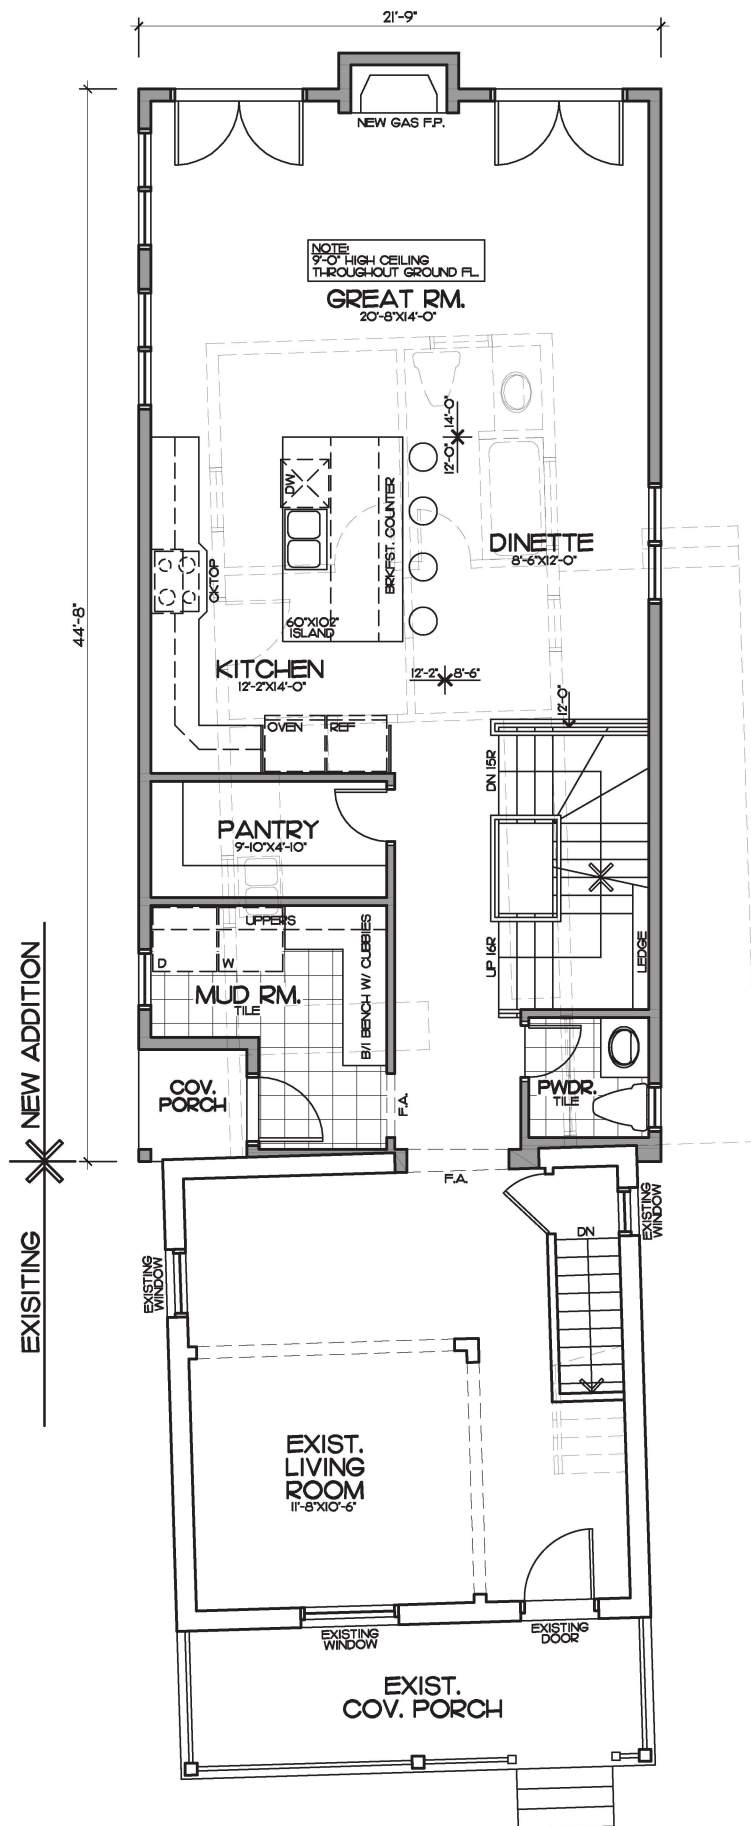 21'-9"
NEW GAS F.P.
NOTE:
9'-0" HIGH CEILING
THROUGHOUT GROUND FL.
GREAT RM.
20'-8"X14'-0"
14'-0"
12'-0"
DW
BRKFST. COUNTER
DINETTE
8'-6"X12'-0"
CKTOP
60"X102"
ISLAND
44'-8"
KITCHEN
12'-2"X14'-0"
12'-2"
8'-6"
12'-0"
OVEN
REF
DN 15R
PANTRY
9'-10"X4'-10"
UPPERS
D
W
B/I BENCH W/ CUBBIES
UP 16R
LEDGE
MUD RM.
TILE
NEW ADDITION
COV.
PORCH
F.A.
PWDR.
TILE
F.A.
EXISITING
EXISTING
WINDOW
DN
EXISTING
WINDOW
EXIST.
LIVING
ROOM
11'-8"X10'-6"
EXISTING
WINDOW
EXISTING
DOOR
EXIST.
COV. PORCH